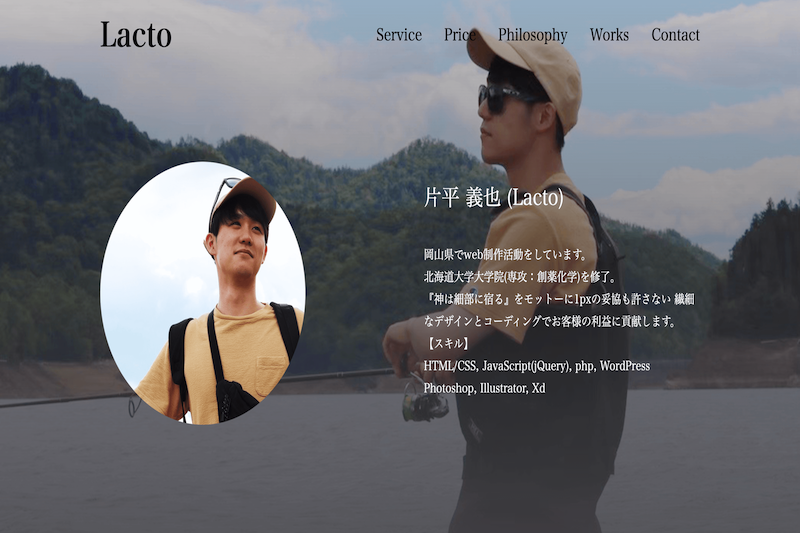 Lacto
Service Price Philosophy Works Contact
片平 義也 (Lacto)
岡山県でweb制作活動をしています。
北海道大学大学院(専攻：創薬化学)を修了。
『神は細部に宿る』をモットーに1pxの妥協も許さない 繊細
なデザインとコーディングでお客様の利益に貢献します。
【スキル】
HTML/CSS, JavaScript(jQuery), php, WordPress
Photoshop, Illustrator, Xd